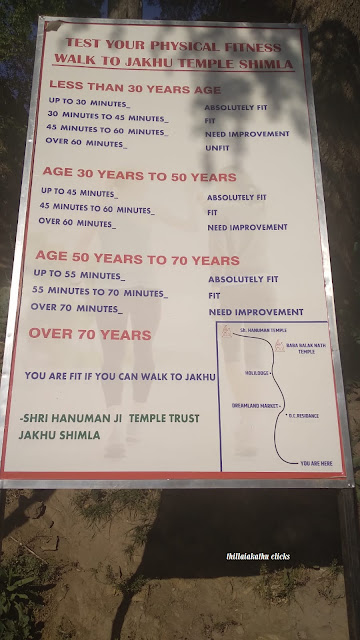 TEST YOUR PHYSICAL FITNESS
WALK TO JAKHU TEMPLE SHIMLA
LESS THAN 30 YEARS AGE
UP TO 30 MINUTES_ ABSOLUTELY FIT
30 MINUTES TO 45 MINUTES_ FIT
45 MINUTES TO 60 MINUTES_ NEED IMPROVEMENT
OVER 60 MINUTES_ UNFIT
AGE 30 YEARS TO 50 YEARS
UP TO 45 MINUTES_ ABSOLUTELY FIT
45 MINUTES TO 60 MINUTES_ FIT
OVER 60 MINUTES_ NEED IMPROVEMENT
AGE 50 YEARS TO 70 YEARS
UP TO 55 MINUTES_ ABSOLUTELY FIT
55 MINUTES TO 70 MINUTES_ FIT
OVER 70 MINUTES_ NEED IMPROVEMENT
OVER 70 YEARS
YOU ARE FIT IF YOU CAN WALK TO JAKHU
-SHRI HANUMAN JI TEMPLE TRUST
JAKHU SHIMLA
SH. HANUMAN TEMPLE
BABA BALAK NATH
TEMPLE
HOLILODGE
DREAMLAND MARKET
D.C. RESIDANCE
YOU ARE HERE
thillaiakathu clicks